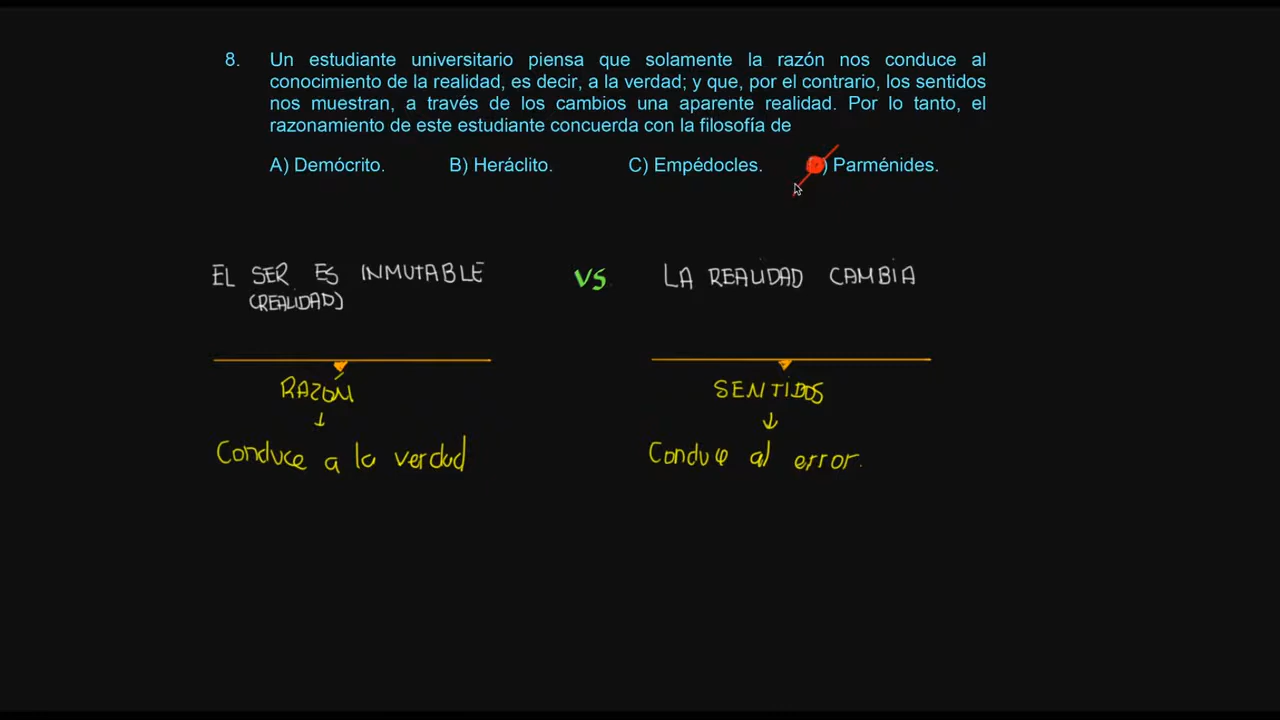 8. Un estudiante universitario piensa que solamente la razón nos conduce al
conocimiento de la realidad, es decir, a la verdad; y que, por el contrario, los sentidos
nos muestran, a través de los cambios una aparente realidad. Por lo tanto, el
razonamiento de este estudiante concuerda con la filosofía de
A) Demócrito. B) Heráclito. C) Empédocles. ) Parménides.
EL SER ES INMUTABLE VS LA REALIDAD CAMBIA
(REALIDAD)
RAZÓN SENTIDOS
Conduce a la verdad Conduce al error.